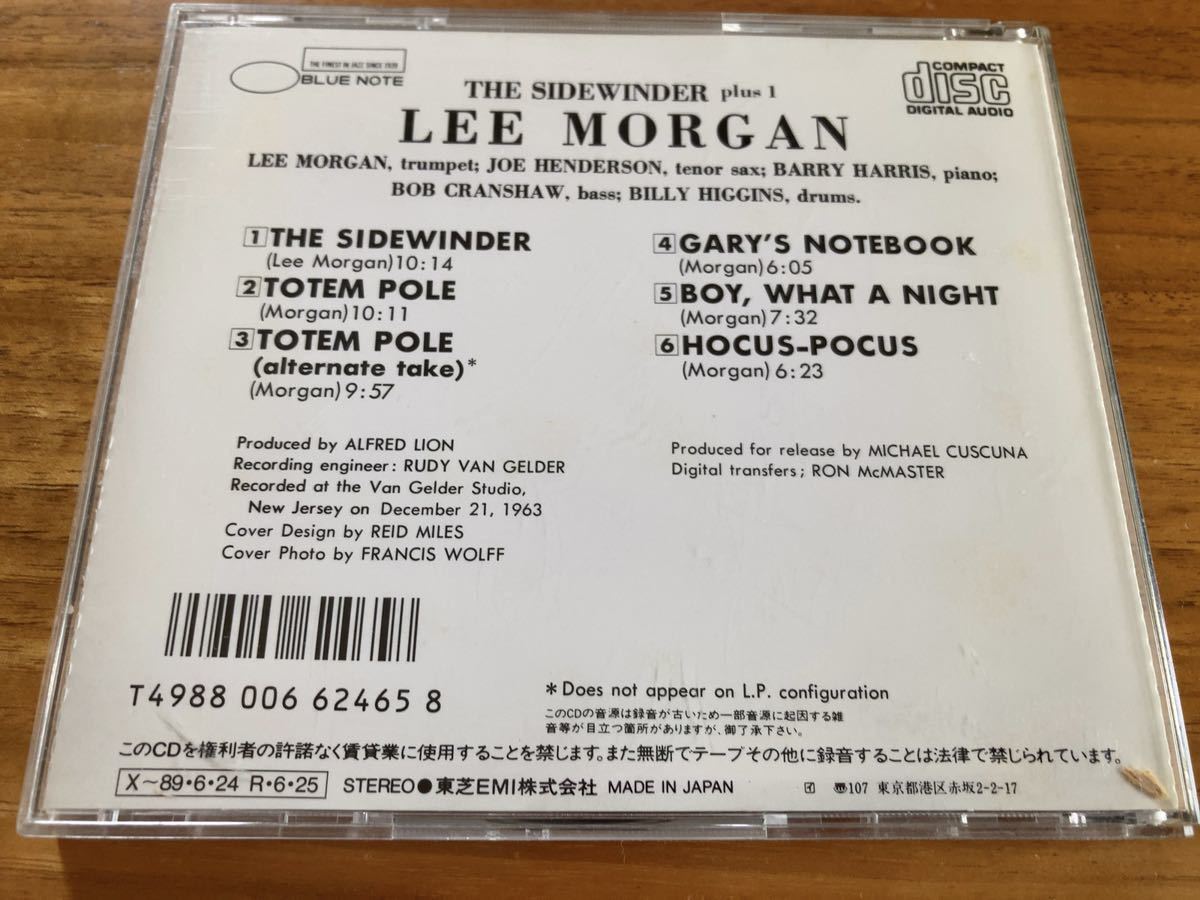 THE FINEST IN JAZZ SINCE 1939
BLUE NOTE
COMPACT
disc
DIGITAL AUDIO
THE SIDEWINDER plus 1
LEE MORGAN
LEE MORGAN, trumpet; JOE HENDERSON, tenor sax; BARRY HARRIS, piano;
BOB CRANSHAW, bass; BILLY HIGGINS, drums.
1 THE SIDEWINDER
(Lee Morgan) 10:14
2 TOTEM POLE
(Morgan) 10:11
3 TOTEM POLE
(alternate take)*
(Morgan) 9:57
4 GARY'S NOTEBOOK
(Morgan) 6:05
5 BOY, WHAT A NIGHT
(Morgan) 7:32
6 HOCUS-POCUS
(Morgan) 6:23
Produced by ALFRED LION
Recording engineer: RUDY VAN GELDER
Recorded at the Van Gelder Studio,
New Jersey on December 21, 1963
Cover Design by REID MILES
Cover Photo by FRANCIS WOLFF
Produced for release by MICHAEL CUSCUNA
Digital transfers; RON McMASTER
T4988 006 62465 8
*Does not appear on L.P. configuration
このCDの音源は録音が古いため一部音源に起因する雑
音等が目立つ箇所がありますが、御了承下さい。
このCDを権利者の許諾なく賃貸業に使用することを禁じます。また無断でテープその他に録音することは法律で禁じられています。
X〜89・6・24 R・6・25 STEREO●東芝EMI株式会社 MADE IN JAPAN 107 東京都港区赤坂2-2-17